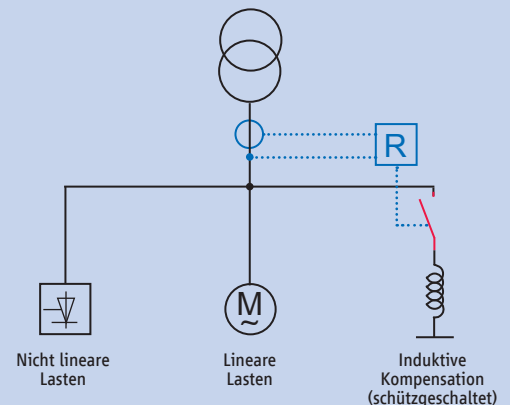 R
M
~
Nicht lineare
Lasten
Lineare
Lasten
Induktive
Kompensation
(schützgeschaltet)